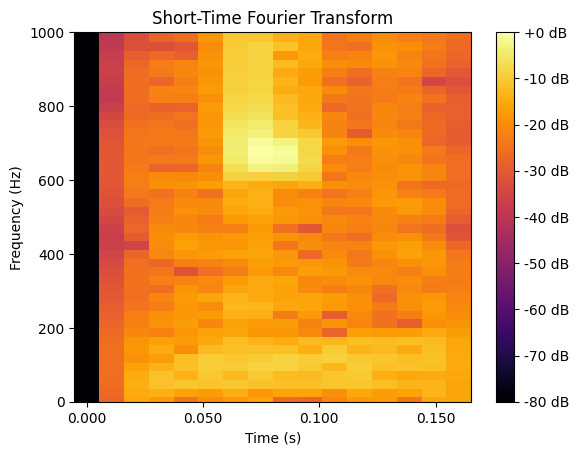 Short-Time Fourier Transform
1000
800
600
400
200
0
Frequency (Hz)
0.000
0.050
0.100
0.150
Time (s)
+0 dB
-10 dB
-20 dB
-30 dB
-40 dB
-50 dB
-60 dB
-70 dB
-80 dB